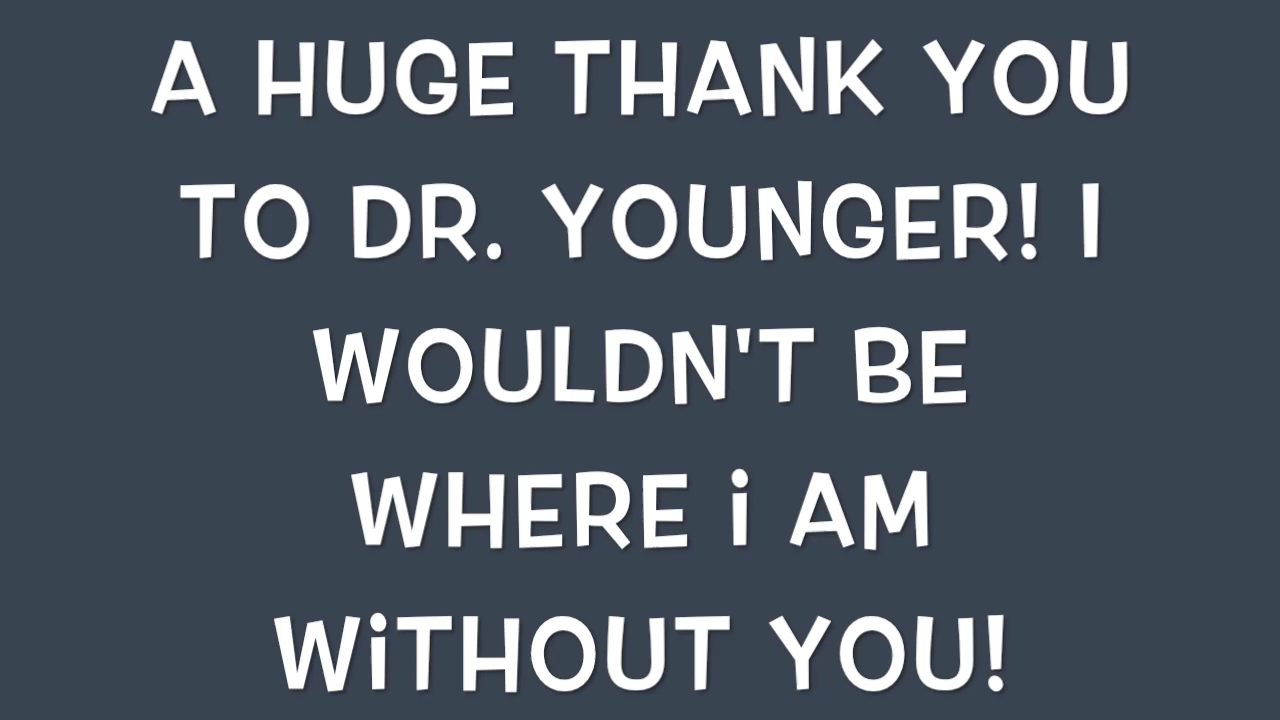 A HUGE THANK YOU
TO DR. YOUNGER! I
WOULDN'T BE
WHERE i AM
WiTHOUT YOU!